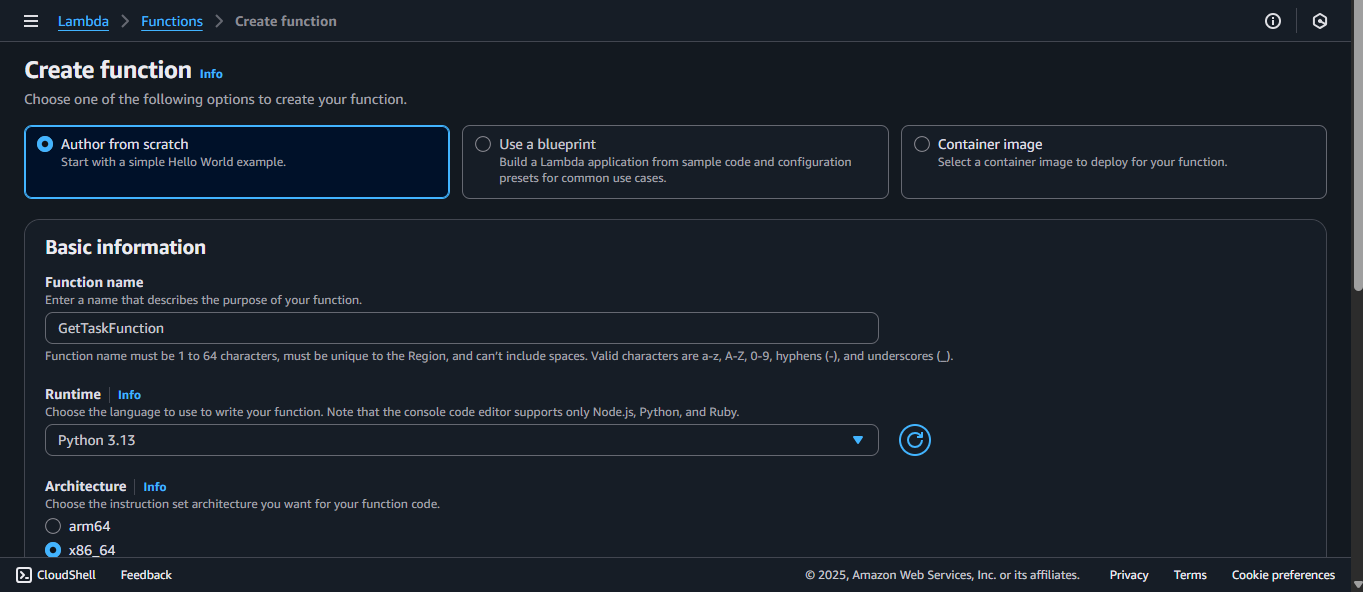 Lambda > Functions > Create function
Create function Info
Choose one of the following options to create your function.
Author from scratch
Start with a simple Hello World example.
Use a blueprint
Build a Lambda application from sample code and configuration
presets for common use cases.
Container image
Select a container image to deploy for your function.
Basic information
Function name
Enter a name that describes the purpose of your function.
GetTaskFunction
Function name must be 1 to 64 characters, must be unique to the Region, and can’t include spaces. Valid characters are a-z, A-Z, 0-9, hyphens (-), and underscores (_).
Runtime Info
Choose the language to use to write your function. Note that the console code editor supports only Node.js, Python, and Ruby.
Python 3.13
Architecture Info
Choose the instruction set architecture you want for your function code.
arm64
x86_64
CloudShell Feedback © 2025, Amazon Web Services, Inc. or its affiliates. Privacy Terms Cookie preferences